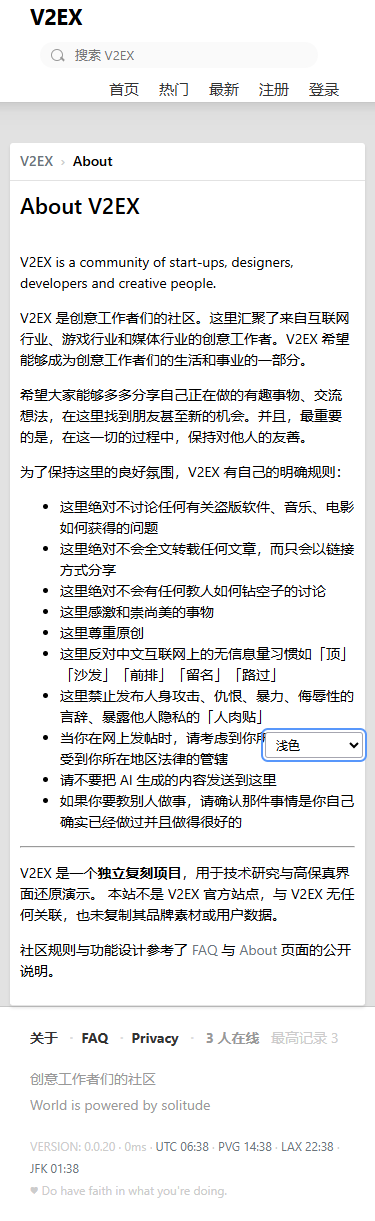 V2EX
搜索 V2EX
首页 热门 最新 注册 登录
V2EX › About
About V2EX
V2EX is a community of start-ups, designers,
developers and creative people.
V2EX 是创意工作者们的社区。这里汇聚了来自互联网
行业、游戏行业和媒体行业的创意工作者。V2EX 希望
能够成为创意工作者们的生活和事业的一部分。
希望大家能够多多分享自己正在做的有趣事物、交流
想法，在这里找到朋友甚至新的机会。并且，最重要
的是，在这一切的过程中，保持对他人的友善。
为了保持这里的良好氛围，V2EX 有自己的明确规则：
• 这里绝对不讨论任何有关盗版软件、音乐、电影
如何获得的问题
• 这里绝对不会全文转载任何文章，而只会以链接
方式分享
• 这里绝对不会有任何教人如何钻空子的讨论
• 这里感激和崇尚美的事物
• 这里尊重原创
• 这里反对中文互联网上的无信息量习惯如「顶」
「沙发」「前排」「留名」「路过」
• 这里禁止发布人身攻击、仇恨、暴力、侮辱性的
言辞、暴露他人隐私的「人肉贴」
• 当你在网上发帖时，请考虑到你所
浅色
受到你所在地区法律的管辖
• 请不要把 AI 生成的内容发送到这里
• 如果你要教别人做事，请确认那件事情是你自己
确实已经做过并且做得很好的
V2EX 是一个独立复刻项目，用于技术研究与高保真界
面还原演示。 本站不是 V2EX 官方站点，与 V2EX 无任
何关联，也未复制其品牌素材或用户数据。
社区规则与功能设计参考了 FAQ 与 About 页面的公开
说明。
关于 · FAQ · Privacy · 3 人在线 最高记录 3
创意工作者们的社区
World is powered by solitude
VERSION: 0.0.20 · 0ms · UTC 06:38 · PVG 14:38 · LAX 22:38 ·
JFK 01:38
♥ Do have faith in what you're doing.